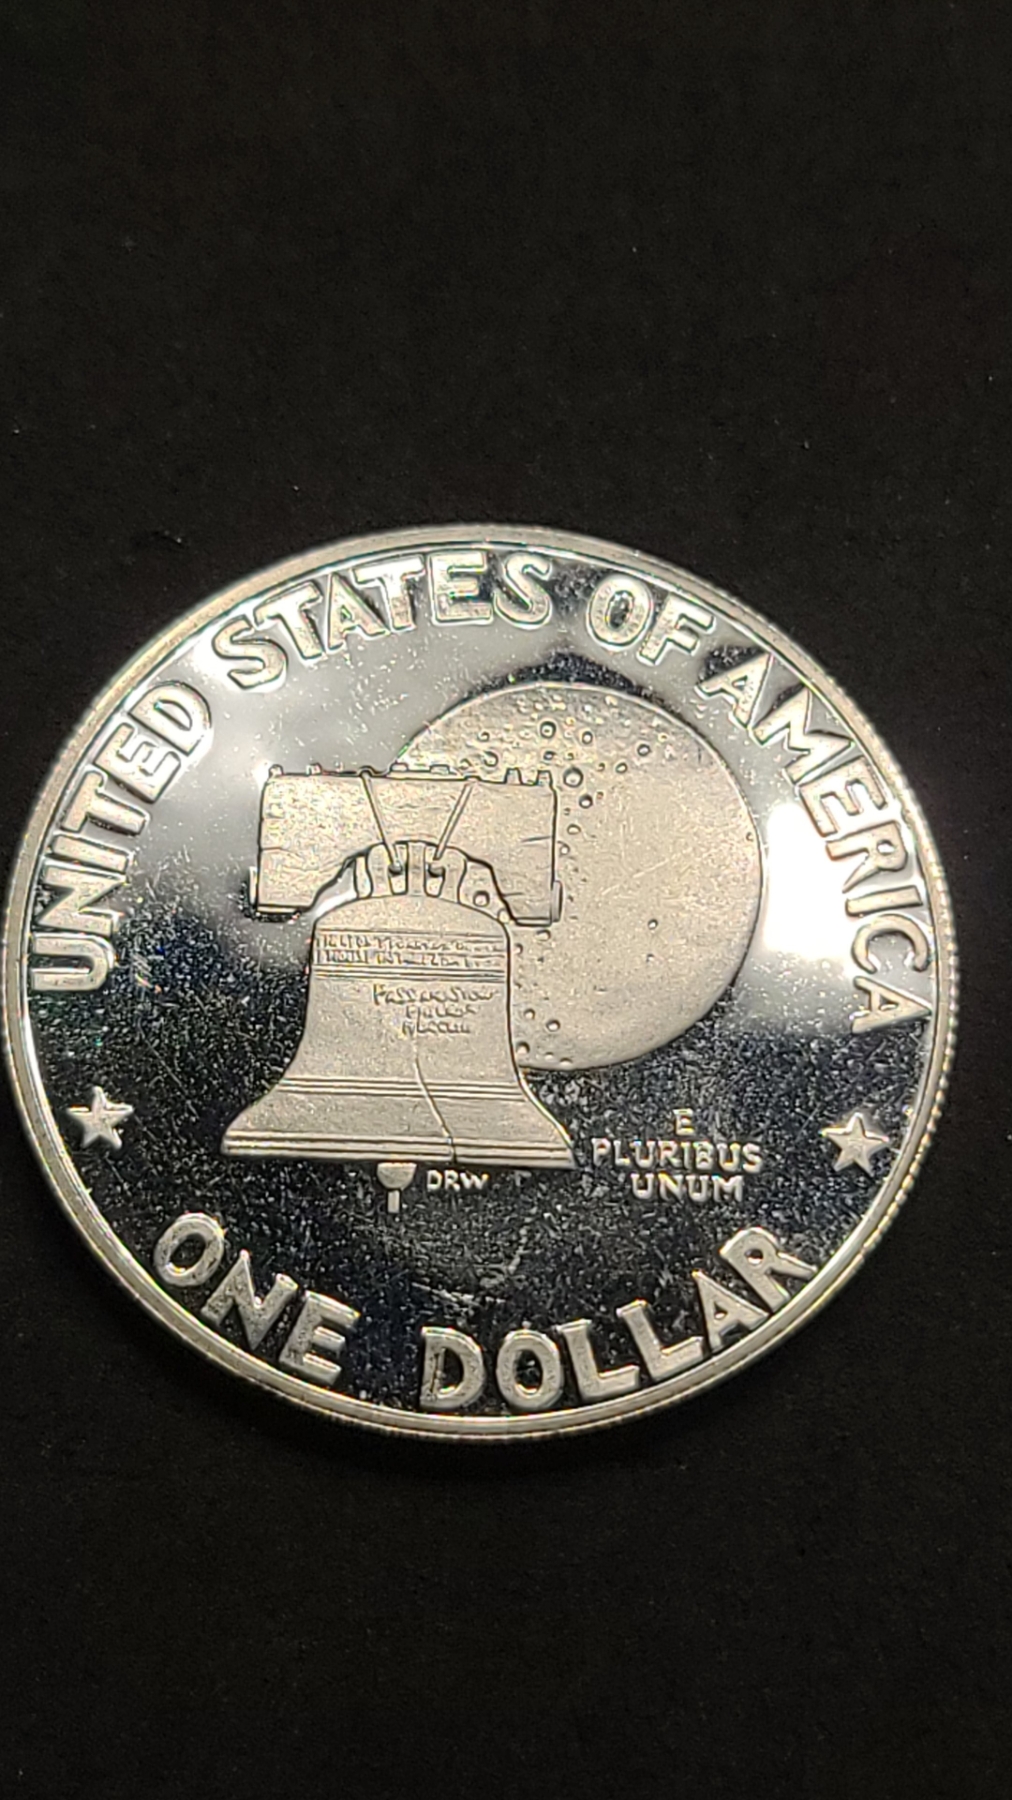 UNITED STATES OF AMERICA
E
PLURIBUS
UNUM
DRW
ONE DOLLAR